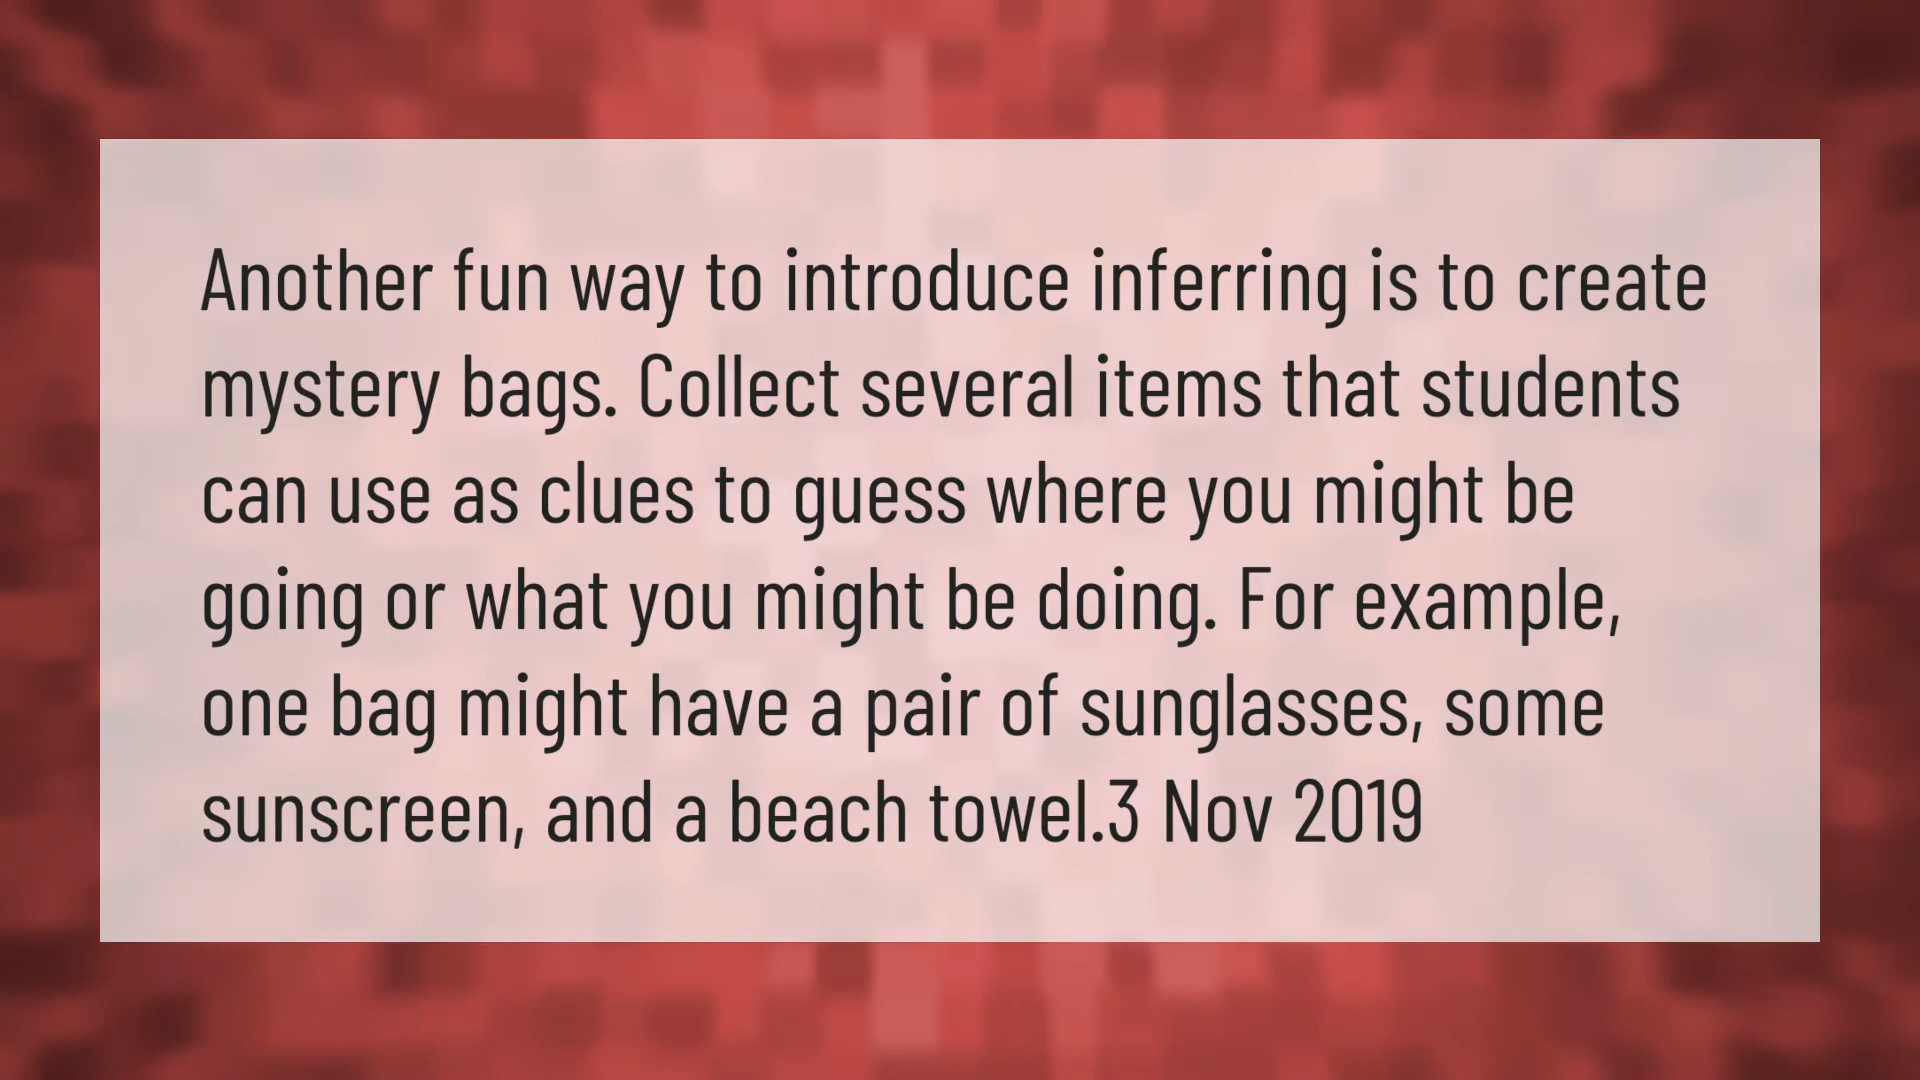 Another fun way to introduce inferring is to create
mystery bags. Collect several items that students
can use as clues to guess where you might be
going or what you might be doing. For example,
one bag might have a pair of sunglasses, some
sunscreen, and a beach towel.3 Nov 2019